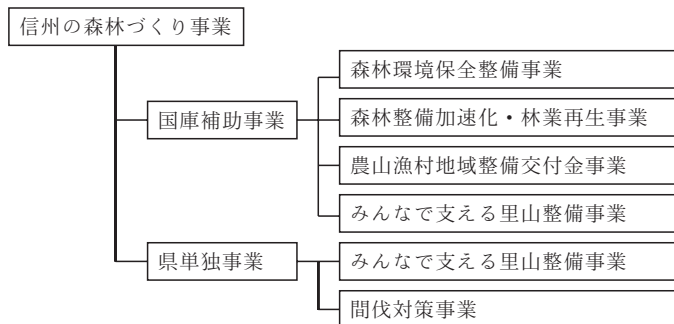 信州の森林づくり事業
国庫補助事業
森林環境保全整備事業
森林整備加速化・林業再生事業
農山漁村地域整備交付金事業
みんなで支える里山整備事業
県単独事業
みんなで支える里山整備事業
間伐対策事業